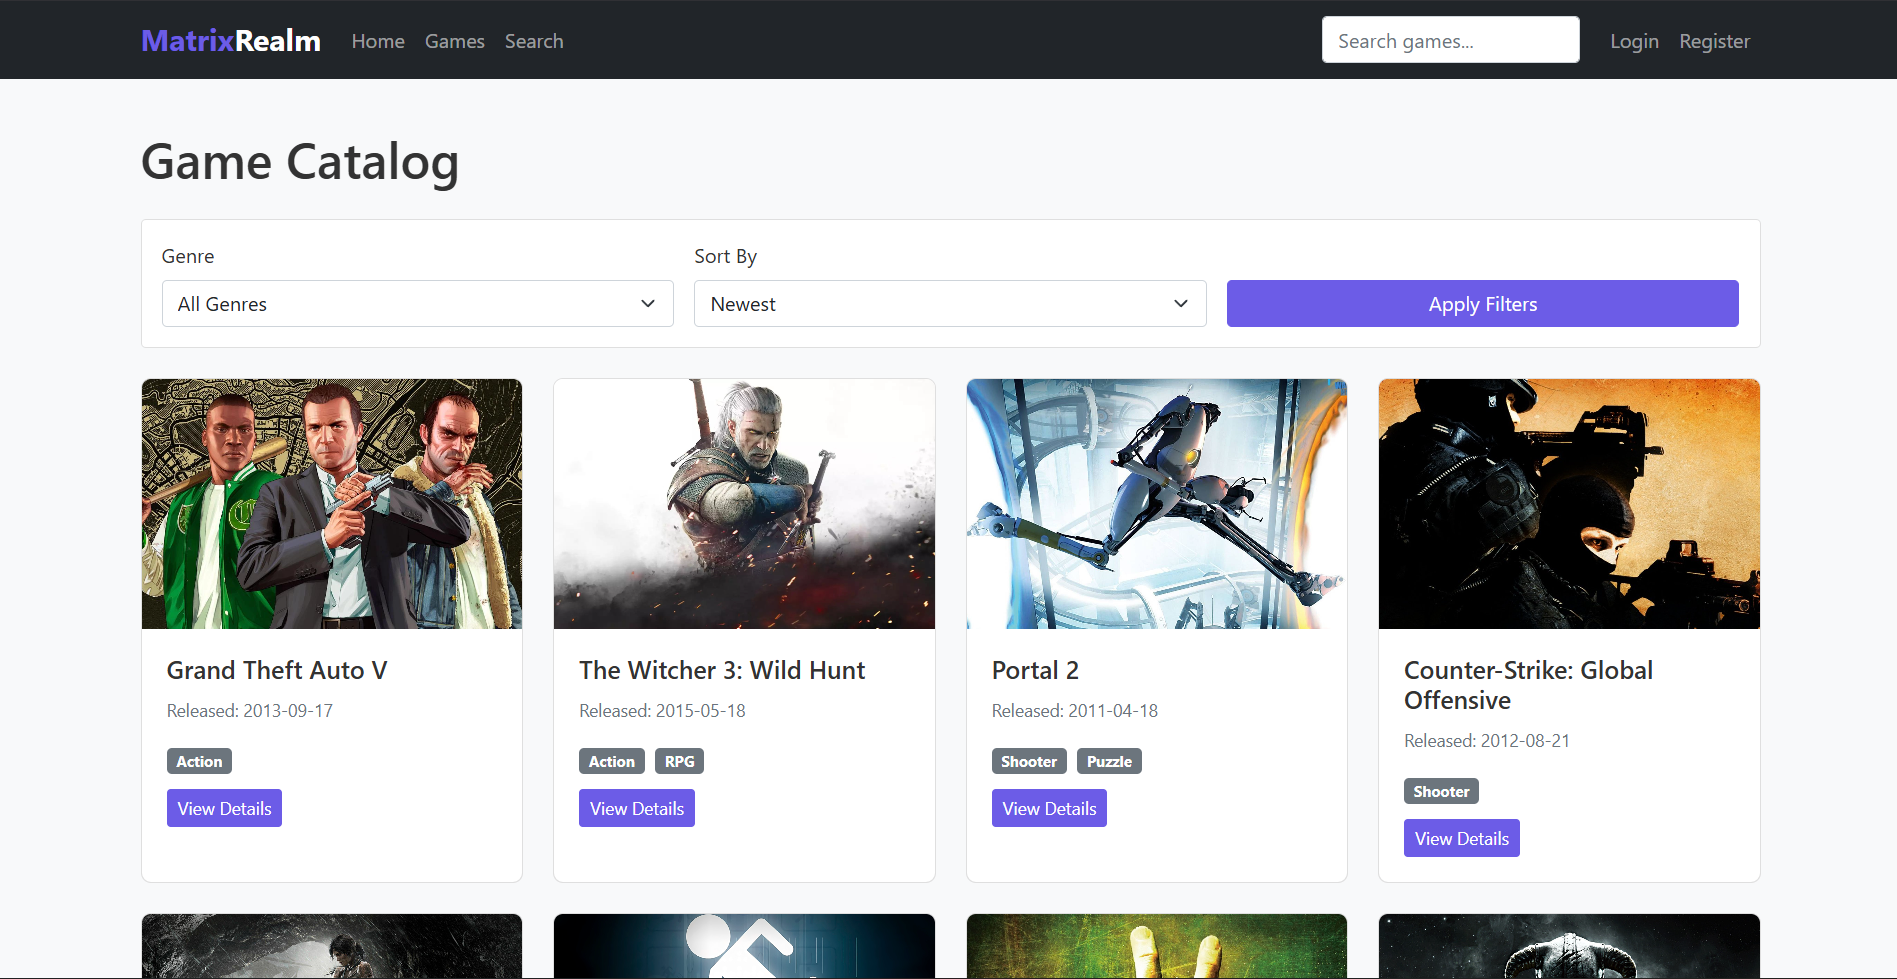 MatrixRealm Home Games Search Search games... Login Register
Game Catalog
Genre Sort By
All Genres Newest Apply Filters
Grand Theft Auto V
Released: 2013-09-17
Action
View Details
The Witcher 3: Wild Hunt
Released: 2015-05-18
Action RPG
View Details
Portal 2
Released: 2011-04-18
Shooter Puzzle
View Details
Counter-Strike: Global
Offensive
Released: 2012-08-21
Shooter
View Details